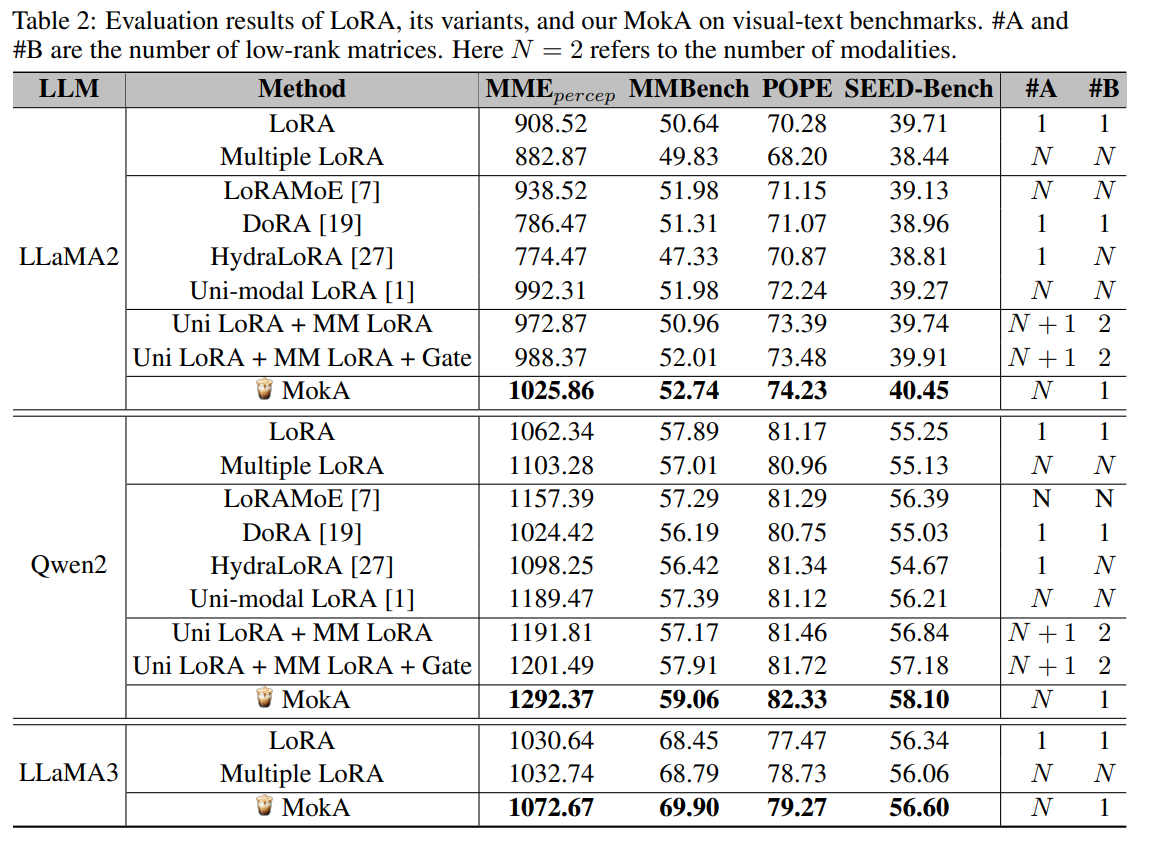 Table 2: Evaluation results of LoRA, its variants, and our MokA on visual-text benchmarks. #A and
#B are the number of low-rank matrices. Here N = 2 refers to the number of modalities.
LLM Method MMEpercep MMBench POPE SEED-Bench #A #B
LoRA 908.52 50.64 70.28 39.71 1 1
Multiple LoRA 882.87 49.83 68.20 38.44 N N
LoRAMoE [7] 938.52 51.98 71.15 39.13 N N
DoRA [19] 786.47 51.31 71.07 38.96 1 1
LLaMA2 HydraLoRA [27] 774.47 47.33 70.87 38.81 1 N
Uni-modal LoRA [1] 992.31 51.98 72.24 39.27 N N
Uni LoRA + MM LoRA 972.87 50.96 73.39 39.74 N + 1 2
Uni LoRA + MM LoRA + Gate 988.37 52.01 73.48 39.91 N + 1 2
MokA 1025.86 52.74 74.23 40.45 N 1
LoRA 1062.34 57.89 81.17 55.25 1 1
Multiple LoRA 1103.28 57.01 80.96 55.13 N N
LoRAMoE [7] 1157.39 57.29 81.29 56.39 N N
DoRA [19] 1024.42 56.19 80.75 55.03 1 1
Qwen2 HydraLoRA [27] 1098.25 56.42 81.34 54.67 1 N
Uni-modal LoRA [1] 1189.47 57.39 81.12 56.21 N N
Uni LoRA + MM LoRA 1191.81 57.17 81.46 56.84 N + 1 2
Uni LoRA + MM LoRA + Gate 1201.49 57.91 81.72 57.18 N + 1 2
MokA 1292.37 59.06 82.33 58.10 N 1
LoRA 1030.64 68.45 77.47 56.34 1 1
LLaMA3 Multiple LoRA 1032.74 68.79 78.73 56.06 N N
MokA 1072.67 69.90 79.27 56.60 N 1